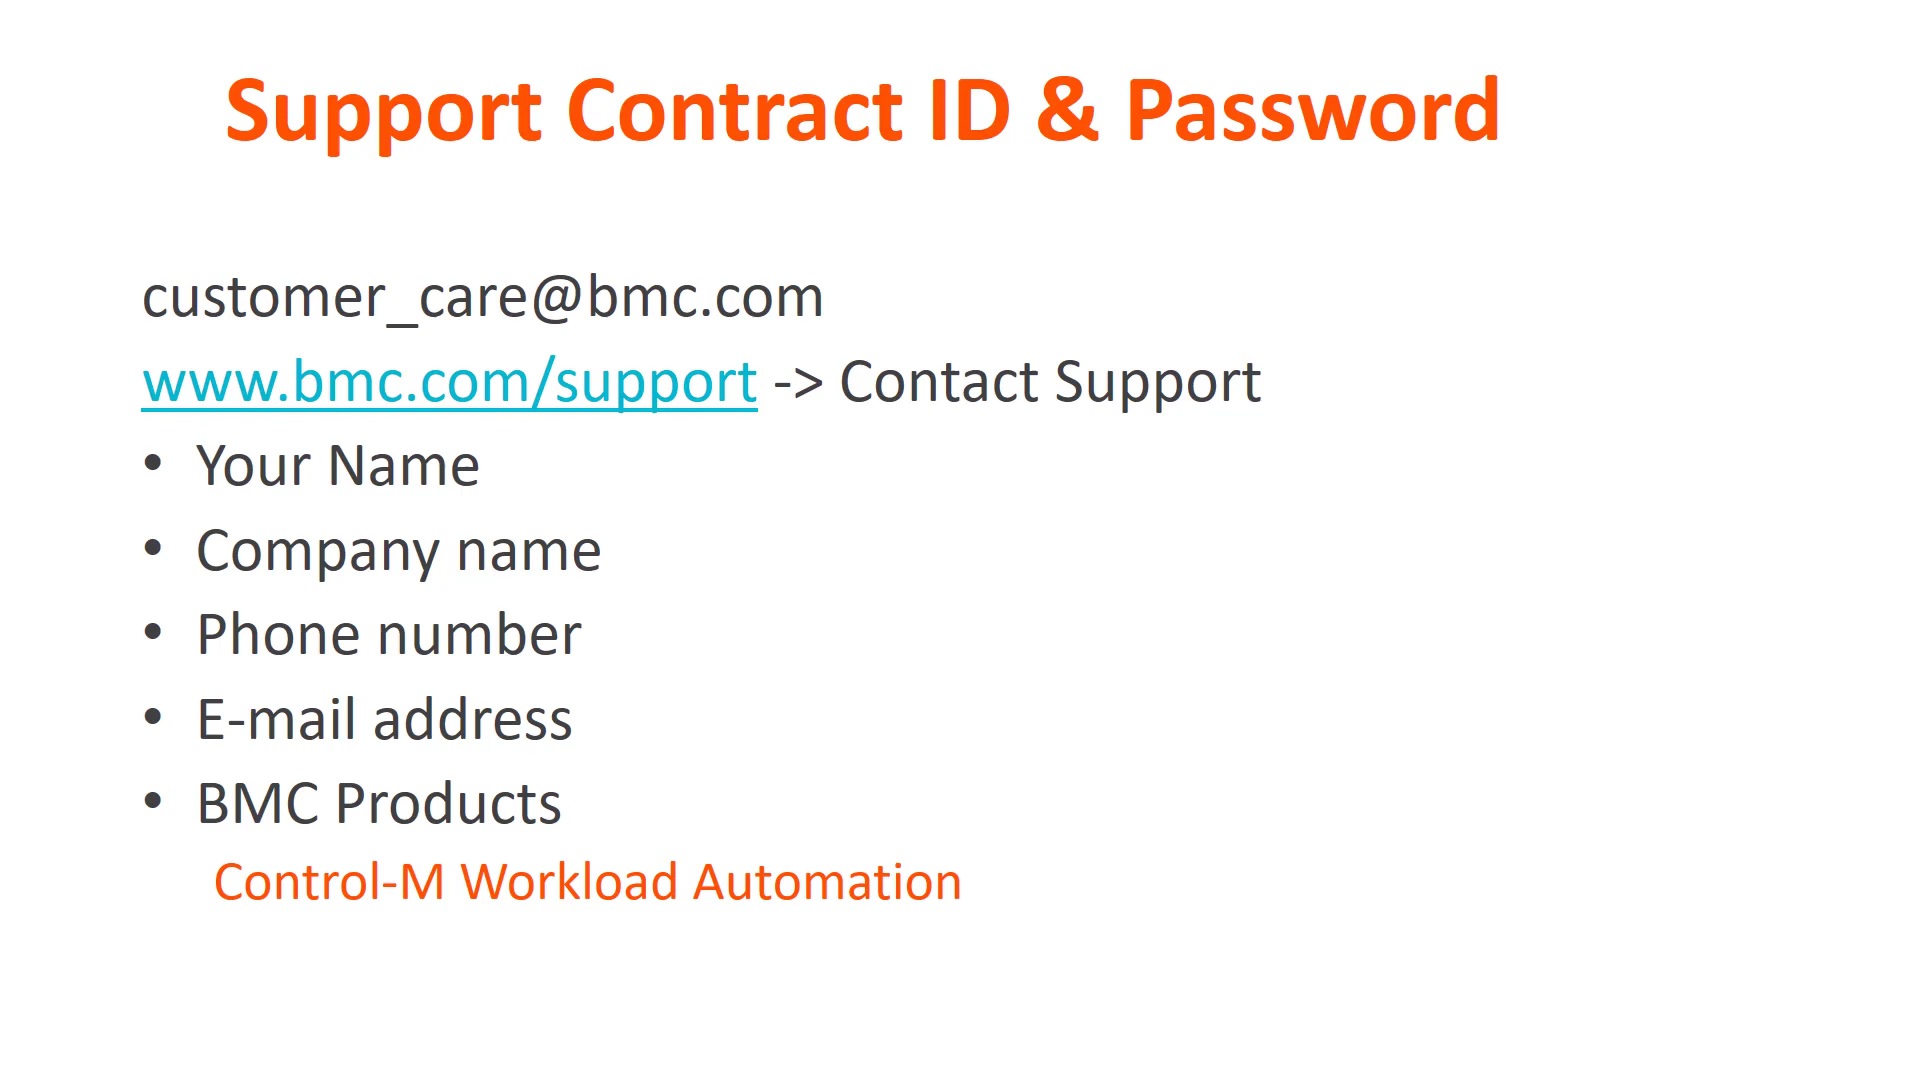 Support Contract ID & Password
customer_care@bmc.com
www.bmc.com/support -> Contact Support
• Your Name
• Company name
• Phone number
• E-mail address
• BMC Products
Control-M Workload Automation